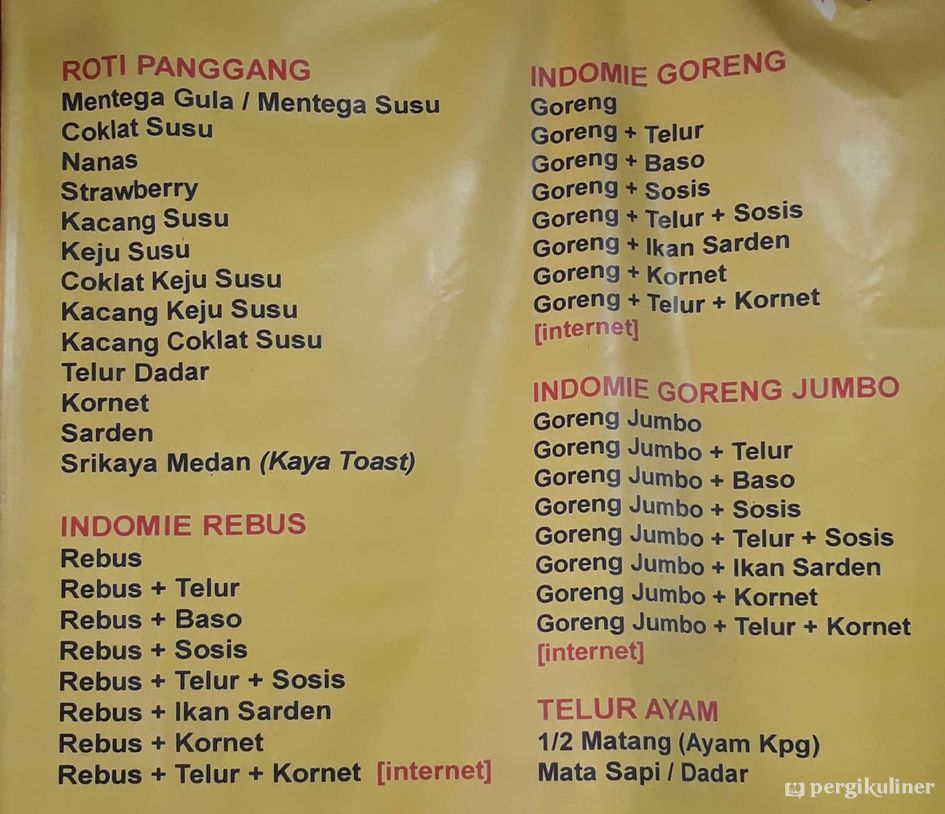 ROTI PANGGANG
Mentega Gula / Mentega Susu
Coklat Susu
Nanas
Strawberry
Kacang Susu
Keju Susu
Coklat Keju Susu
Kacang Keju Susu
Kacang Coklat Susu
Telur Dadar
Kornet
Sarden
Srikaya Medan (Kaya Toast)
INDOMIE REBUS
Rebus
Rebus + Telur
Rebus + Baso
Rebus + Sosis
Rebus + Telur + Sosis
Rebus + Ikan Sarden
Rebus + Kornet
Rebus + Telur + Kornet [internet]
INDOMIE GORENG
Goreng
Goreng + Telur
Goreng + Baso
Goreng + Sosis
Goreng + Telur + Sosis
Goreng + Ikan Sarden
Goreng + Kornet
Goreng + Telur + Kornet
[internet]
INDOMIE GORENG JUMBO
Goreng Jumbo
Goreng Jumbo + Telur
Goreng Jumbo + Baso
Goreng Jumbo + Sosis
Goreng Jumbo + Telur + Sosis
Goreng Jumbo + Ikan Sarden
Goreng Jumbo + Kornet
Goreng Jumbo + Telur + Kornet
[internet]
TELUR AYAM
1/2 Matang (Ayam Kpg)
Mata Sapi / Dadar
pergikuliner